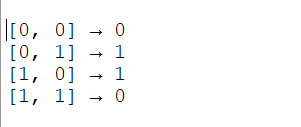 [0, 0] → 0
[0, 1] → 1
[1, 0] → 1
[1, 1] → 0